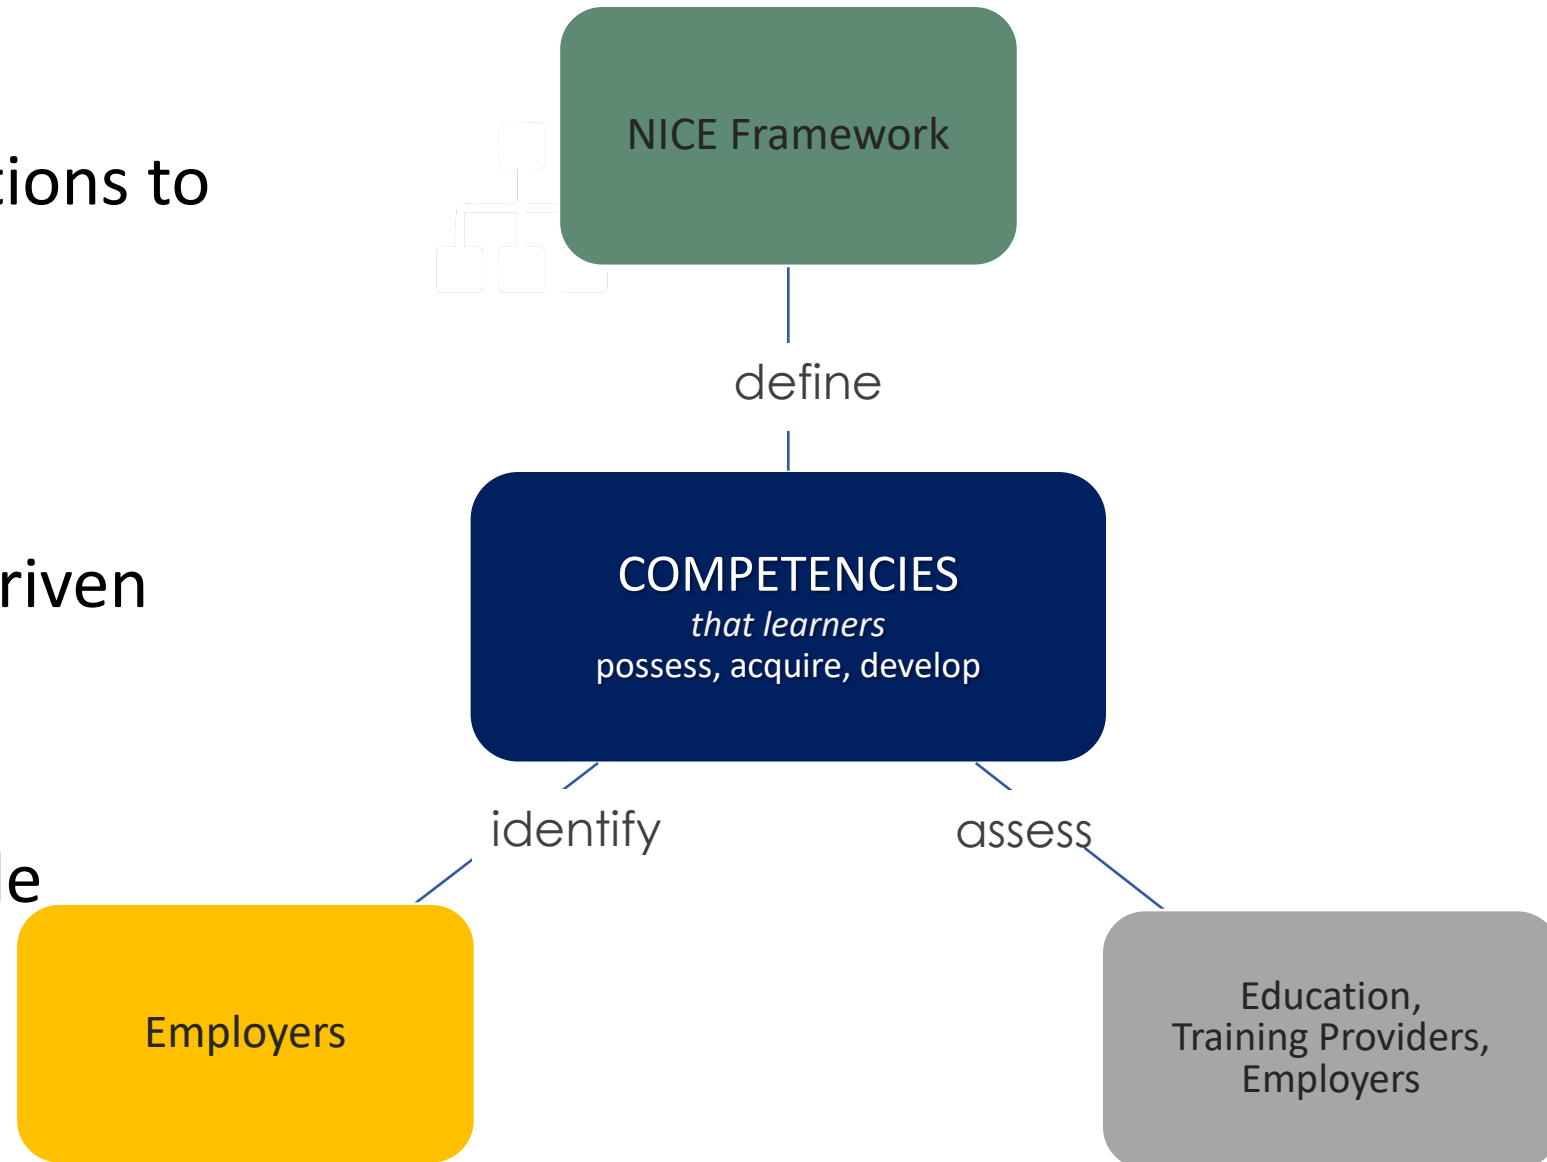 NICE Framework
tions to
define
riven
COMPETENCIES
that learners
possess, acquire, develop
identify
assess
le
Employers
Education,
Training Providers,
Employers